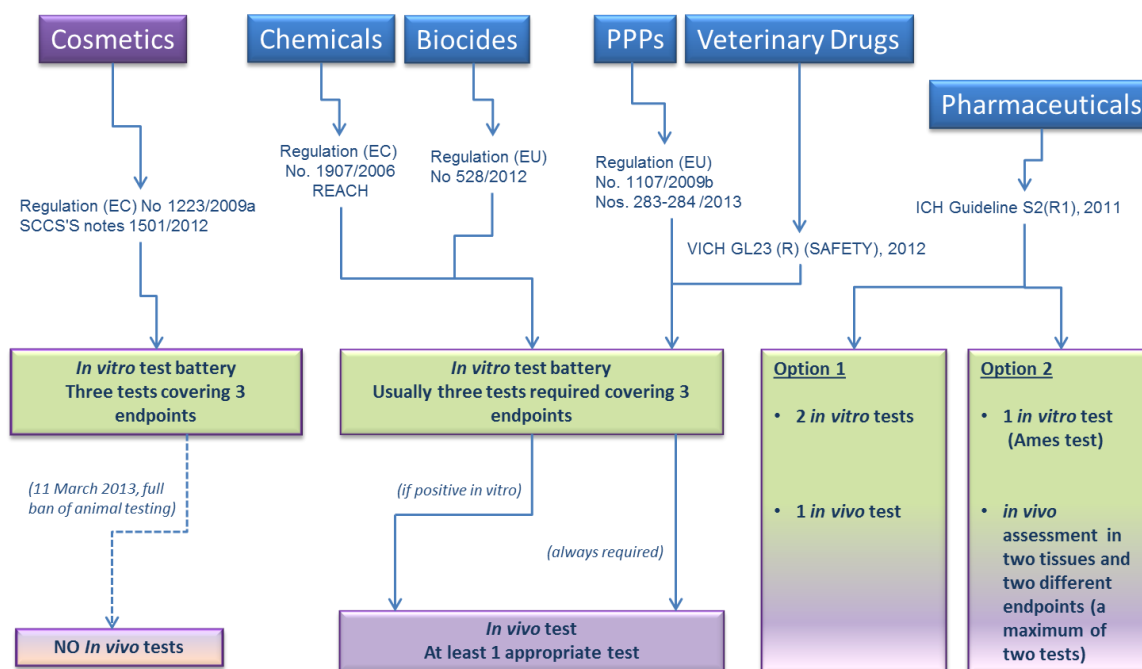 Cosmetics
Chemicals
Biocides
PPPs
Veterinary Drugs
Pharmaceuticals
Regulation (EC) No 1223/2009a
SCCS'S notes 1501/2012
Regulation (EC)
No. 1907/2006
REACH
Regulation (EU)
No 528/2012
Regulation (EU)
No. 1107/2009b
Nos. 283-284 /2013
VICH GL23 (R) (SAFETY), 2012
ICH Guideline S2(R1), 2011
In vitro test battery
Three tests covering 3
endpoints
In vitro test battery
Usually three tests required covering 3
endpoints
Option 1
• 2 in vitro tests
• 1 in vivo test
Option 2
• 1 in vitro test
(Ames test)
• in vivo
assessment in
two tissues and
two different
endpoints (a
maximum of
two tests)
(11 March 2013, full
ban of animal testing)
(if positive in vitro)
(always required)
NO In vivo tests
In vivo test
At least 1 appropriate test